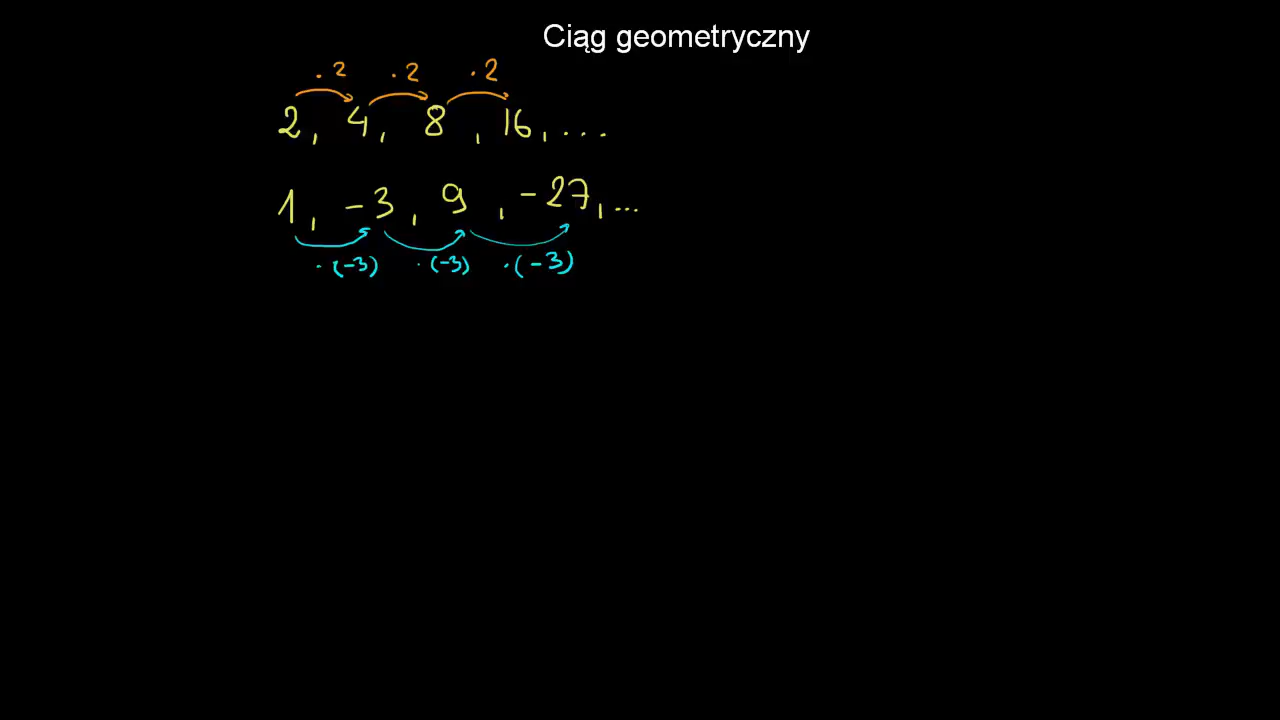 Ciąg geometryczny
· 2 · 2 · 2
2, 4, 8, 16, ...
1, -3, 9, -27, ...
· (-3) · (-3) · (-3)